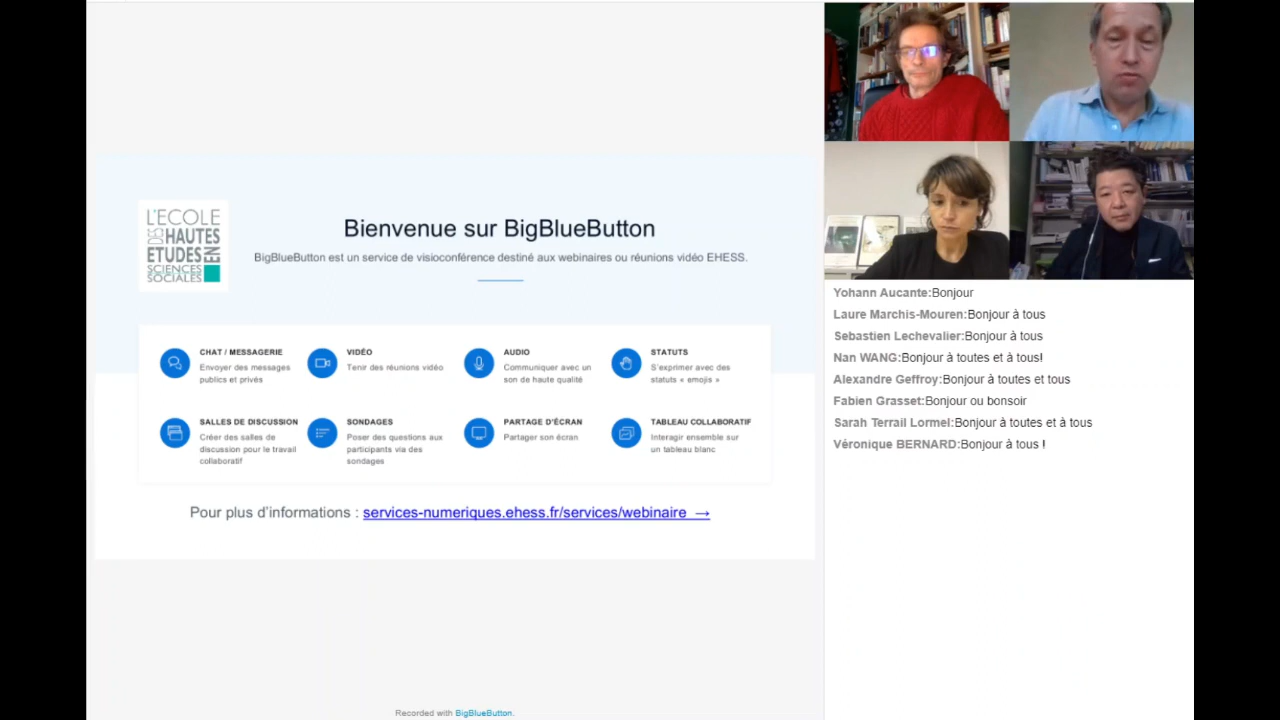 L'ECOLE
DES HAUTES
ETUDES EN
SCIENCES
SOCIALES
Bienvenue sur BigBlueButton
BigBlueButton est un service de visioconférence destiné aux webinaires ou réunions vidéo EHESS.
CHAT / MESSAGERIE
Envoyer des messages
publics et privés
VIDÉO
Tenir des réunions vidéo
AUDIO
Communiquer avec un
son de haute qualité
STATUTS
S'exprimer avec des
statuts « emojis »
SALLES DE DISCUSSION
Créer des salles de
discussion pour le travail
collaboratif
SONDAGES
Poser des questions aux
participants via des
sondages
PARTAGE D'ÉCRAN
Partager son écran
TABLEAU COLLABORATIF
Interagir ensemble sur
un tableau blanc
Pour plus d'informations : services-numeriques.ehess.fr/services/webinaire →
Recorded with BigBlueButton.
Yohann Aucante:Bonjour
Laure Marchis-Mouren:Bonjour à tous
Sebastien Lechevalier:Bonjour à tous
Nan WANG:Bonjour à toutes et à tous!
Alexandre Geffroy:Bonjour à toutes et tous
Fabien Grasset:Bonjour ou bonsoir
Sarah Terrail Lormel:Bonjour à toutes et à tous
Véronique BERNARD:Bonjour à tous !